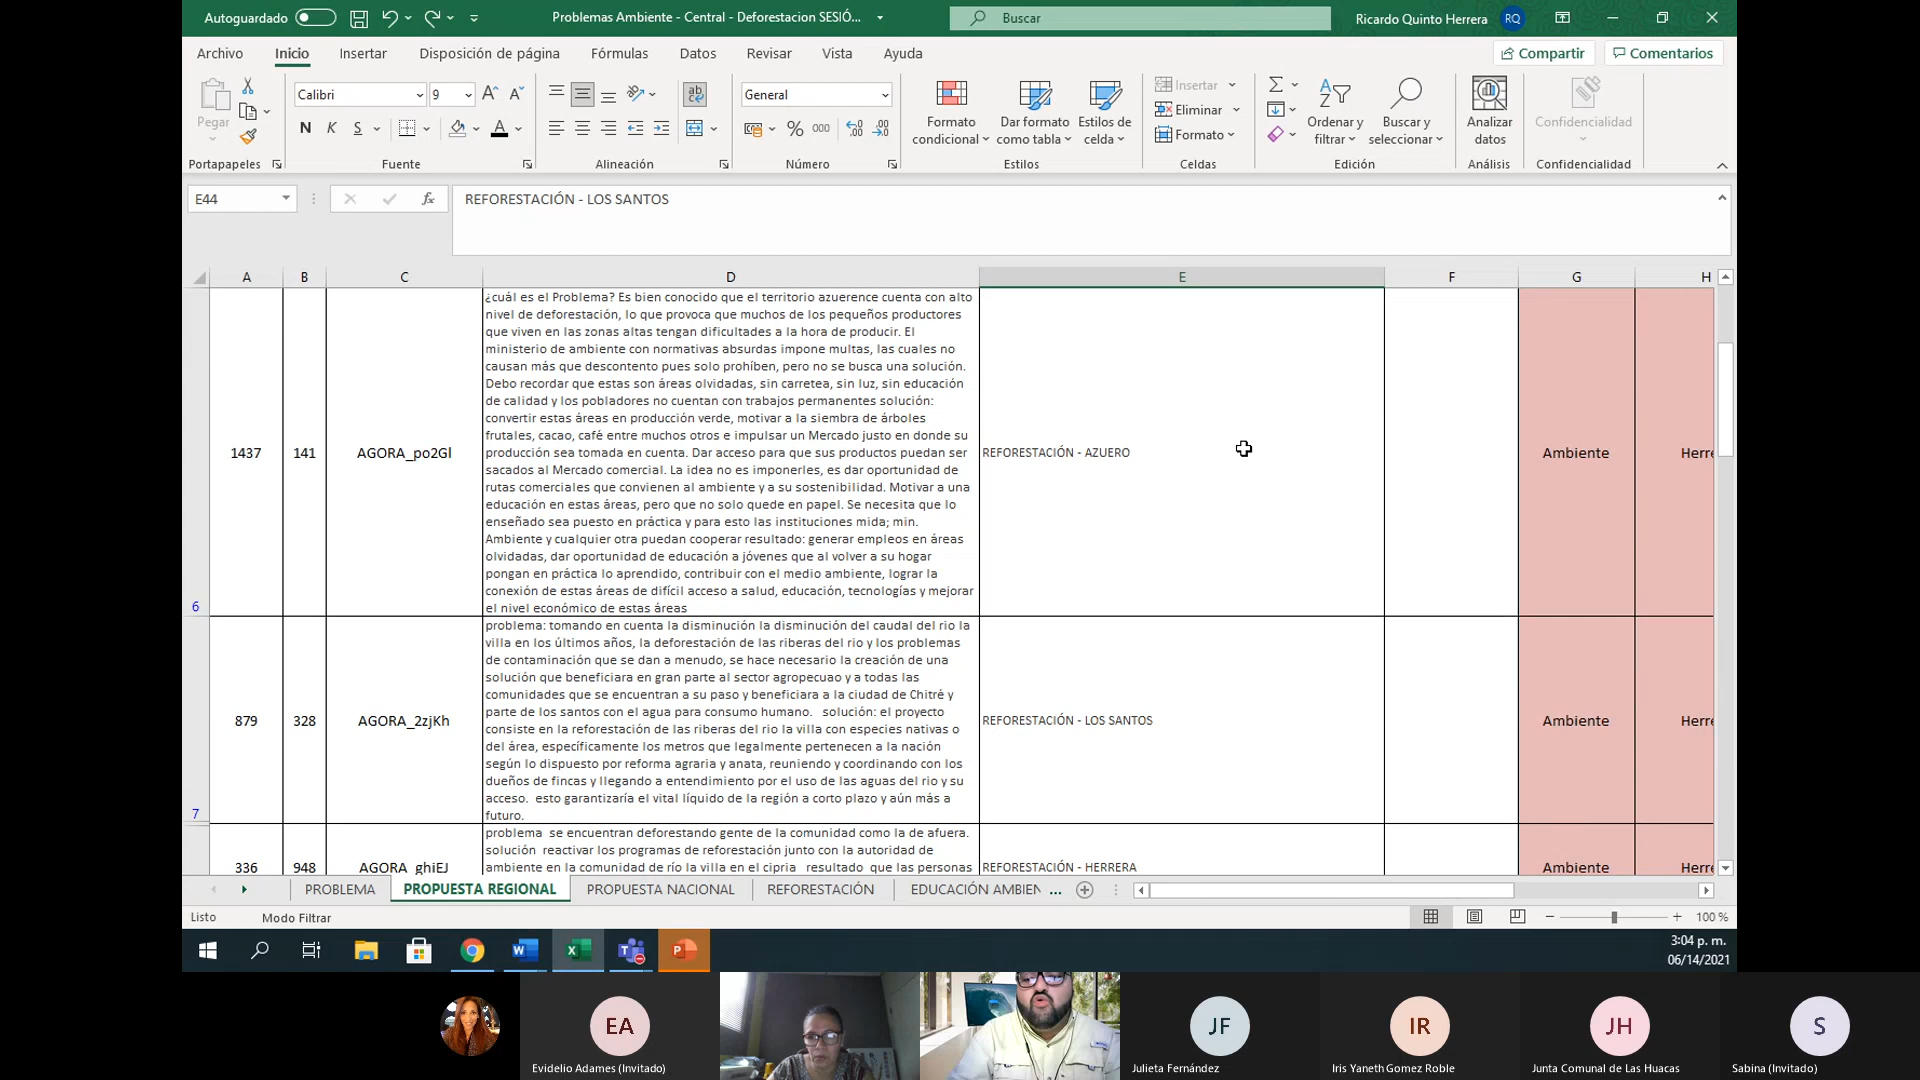 Autoguardado
Problemas Ambiente - Central - Deforestacion SESIÓ...
Buscar
Ricardo Quinto Herrera
RQ
Archivo
Inicio
Insertar
Disposición de página
Fórmulas
Datos
Revisar
Vista
Ayuda
Compartir
Comentarios
Pegar
Portapapeles
Calibri
9
N K S
Fuente
Alineación
General
Número
Formato condicional
Dar formato como tabla
Estilos de celda
Estilos
Insertar
Eliminar
Formato
Celdas
Ordenar y filtrar
Buscar y seleccionar
Edición
Analizar datos
Análisis
Confidencialidad
Confidencialidad
E44
fx
REFORESTACIÓN - LOS SANTOS
A B C D E F G H
6
1437
141
AGORA_po2Gl
¿cuál es el Problema? Es bien conocido que el territorio azuerence cuenta con alto
nivel de deforestación, lo que provoca que muchos de los pequeños productores
que viven en las zonas altas tengan dificultades a la hora de producir. El
ministerio de ambiente con normativas absurdas impone multas, las cuales no
causan más que descontento pues solo prohíben, pero no se busca una solución.
Debo recordar que estas son áreas olvidadas, sin carretea, sin luz, sin educación
de calidad y los pobladores no cuentan con trabajos permanentes solución:
convertir estas áreas en producción verde, motivar a la siembra de árboles
frutales, cacao, café entre muchos otros e impulsar un Mercado justo en donde su
producción sea tomada en cuenta. Dar acceso para que sus productos puedan ser
sacados al Mercado comercial. La idea no es imponerles, es dar oportunidad de
rutas comerciales que convienen al ambiente y a su sostenibilidad. Motivar a una
educación en estas áreas, pero que no solo quede en papel. Se necesita que lo
enseñado sea puesto en práctica y para esto las instituciones mida; min.
Ambiente y cualquier otra puedan cooperar resultado: generar empleos en áreas
olvidadas, dar oportunidad de educación a jóvenes que al volver a su hogar
pongan en práctica lo aprendido, contribuir con el medio ambiente, lograr la
conexión de estas áreas de difícil acceso a salud, educación, tecnologías y mejorar
el nivel económico de estas áreas
REFORESTACIÓN - AZUERO
Ambiente
Herre
7
879
328
AGORA_2zjKh
problema: tomando en cuenta la disminución la disminución del caudal del rio la
villa en los últimos años, la deforestación de las riberas del rio y los problemas
de contaminación que se dan a menudo, se hace necesario la creación de una
solución que beneficiara en gran parte al sector agropecuao y a todas las
comunidades que se encuentran a su paso y beneficiara a la ciudad de Chitré y
parte de los santos con el agua para consumo humano. solución: el proyecto
consiste en la reforestación de las riberas del rio la villa con especies nativas o
del área, específicamente los metros que legalmente pertenecen a la nación
según lo dispuesto por reforma agraria y anata, reuniendo y coordinando con los
dueños de fincas y llegando a entendimiento por el uso de las aguas del rio y su
acceso. esto garantizaría el vital líquido de la región a corto plazo y aún más a
futuro.
REFORESTACIÓN - LOS SANTOS
Ambiente
Herre
336
948
AGORA_ghiEJ
problema se encuentran deforestando gente de la comunidad como la de afuera.
solución reactivar los programas de reforestación junto con la autoridad de
ambiente en la comunidad de río la villa en el cipria resultado que las personas
REFORESTACIÓN - HERRERA
Ambiente
Herre
PROBLEMA
PROPUESTA REGIONAL
PROPUESTA NACIONAL
REFORESTACIÓN
EDUCACIÓN AMBIEN ...
Listo
Modo Filtrar
100 %
3:04 p. m.
06/14/2021
EA
Evidelio Adames (Invitado)
JF
Julieta Fernández
IR
Iris Yaneth Gomez Roble
JH
Junta Comunal de Las Huacas
S
Sabina (Invitado)